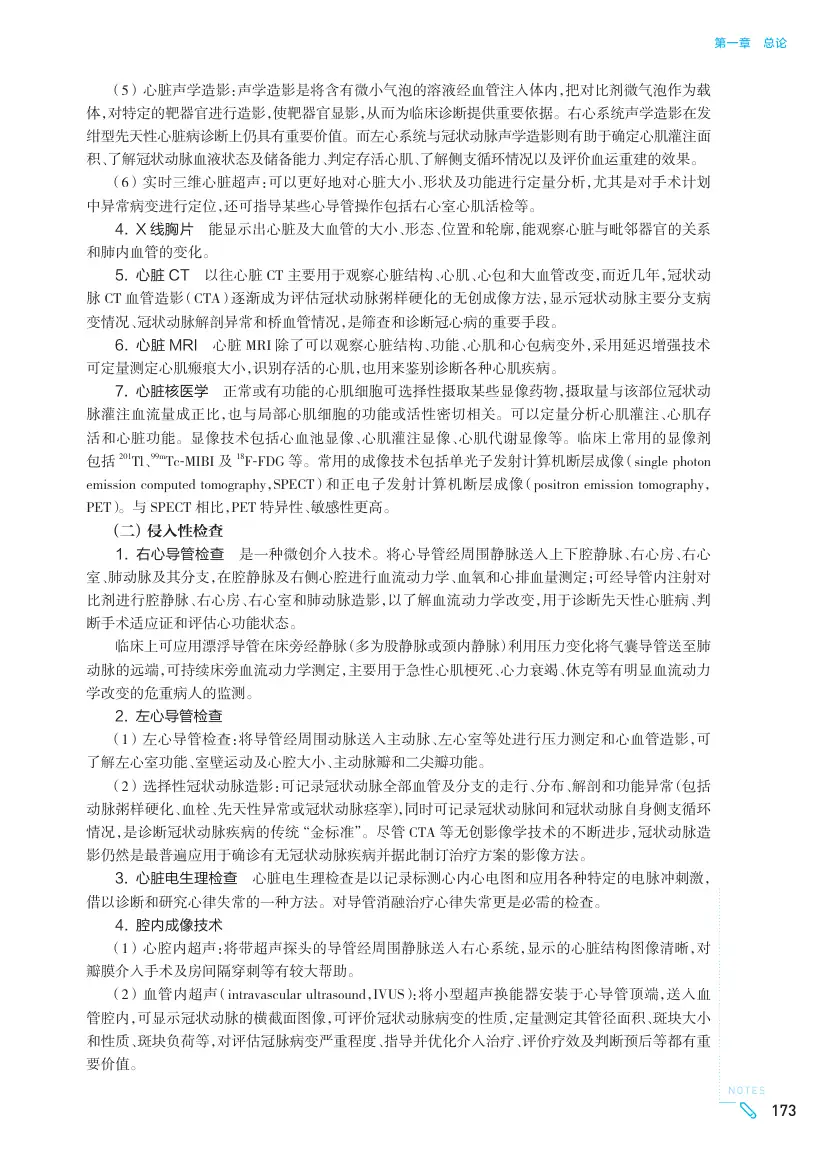 第一章 总论
（5）心脏声学造影：声学造影是将含有微小气泡的溶液经血管注入体内，把对比剂微气泡作为载
体，对特定的靶器官进行造影，使靶器官显影，从而为临床诊断提供重要依据。右心系统声学造影在发
绀型先天性心脏病诊断上仍具有重要价值。而左心系统与冠状动脉声学造影则有助于确定心肌灌注面
积、了解冠状动脉血液状态及储备能力、判定存活心肌、了解侧支循环情况以及评价血运重建的效果。
（6）实时三维心脏超声：可以更好地对心脏大小、形状及功能进行定量分析，尤其是对手术计划
中异常病变进行定位，还可指导某些心导管操作包括右心室心肌活检等。
4. X 线胸片 能显示出心脏及大血管的大小、形态、位置和轮廓，能观察心脏与毗邻器官的关系
和肺内血管的变化。
5. 心脏 CT 以往心脏 CT 主要用于观察心脏结构、心肌、心包和大血管改变，而近几年，冠状动
脉 CT 血管造影（CTA）逐渐成为评估冠状动脉粥样硬化的无创成像方法，显示冠状动脉主要分支病
变情况、冠状动脉解剖异常和桥血管情况，是筛查和诊断冠心病的重要手段。
6. 心脏 MRI 心脏 MRI 除了可以观察心脏结构、功能、心肌和心包病变外，采用延迟增强技术
可定量测定心肌瘢痕大小，识别存活的心肌，也用来鉴别诊断各种心肌疾病。
7. 心脏核医学 正常或有功能的心肌细胞可选择性摄取某些显像药物，摄取量与该部位冠状动
脉灌注血流量成正比，也与局部心肌细胞的功能或活性密切相关。可以定量分析心肌灌注、心肌存
活和心脏功能。显像技术包括心血池显像、心肌灌注显像、心肌代谢显像等。临床上常用的显像剂
包括 ²⁰¹Tl、⁹⁹ᵐTc-MIBI 及 ¹⁸F-FDG 等。常用的成像技术包括单光子发射计算机断层成像（single photon
emission computed tomography，SPECT）和正电子发射计算机断层成像（positron emission tomography，
PET）。与 SPECT 相比，PET 特异性、敏感性更高。
（二）侵入性检查
1. 右心导管检查 是一种微创介入技术。将心导管经周围静脉送入上下腔静脉、右心房、右心
室、肺动脉及其分支，在腔静脉及右侧心腔进行血流动力学、血氧和心排血量测定；可经导管内注射对
比剂进行腔静脉、右心房、右心室和肺动脉造影，以了解血流动力学改变，用于诊断先天性心脏病、判
断手术适应证和评估心功能状态。
临床上可应用漂浮导管在床旁经静脉（多为股静脉或颈内静脉）利用压力变化将气囊导管送至肺
动脉的远端，可持续床旁血流动力学测定，主要用于急性心肌梗死、心力衰竭、休克等有明显血流动力
学改变的危重病人的监测。
2. 左心导管检查
（1）左心导管检查：将导管经周围动脉送入主动脉、左心室等处进行压力测定和心血管造影，可
了解左心室功能、室壁运动及心腔大小、主动脉瓣和二尖瓣功能。
（2）选择性冠状动脉造影：可记录冠状动脉全部血管及分支的走行、分布、解剖和功能异常（包括
动脉粥样硬化、血栓、先天性异常或冠状动脉痉挛），同时可记录冠状动脉间和冠状动脉自身侧支循环
情况，是诊断冠状动脉疾病的传统“金标准”。尽管 CTA 等无创影像学技术的不断进步，冠状动脉造
影仍然是最普遍应用于确诊有无冠状动脉疾病并据此制订治疗方案的影像方法。
3. 心脏电生理检查 心脏电生理检查是以记录标测心内心电图和应用各种特定的电脉冲刺激，
借以诊断和研究心律失常的一种方法。对导管消融治疗心律失常更是必需的检查。
4. 腔内成像技术
（1）心腔内超声：将带超声探头的导管经周围静脉送入右心系统，显示的心脏结构图像清晰，对
瓣膜介入手术及房间隔穿刺等有较大帮助。
（2）血管内超声（intravascular ultrasound，IVUS）：将小型超声换能器安装于心导管顶端，送入血
管腔内，可显示冠状动脉的横截面图像，可评价冠状动脉病变的性质，定量测定其管径面积、斑块大小
和性质、斑块负荷等，对评估冠脉病变严重程度、指导并优化介入治疗、评价疗效及判断预后等都有重
要价值。
NOTES
173